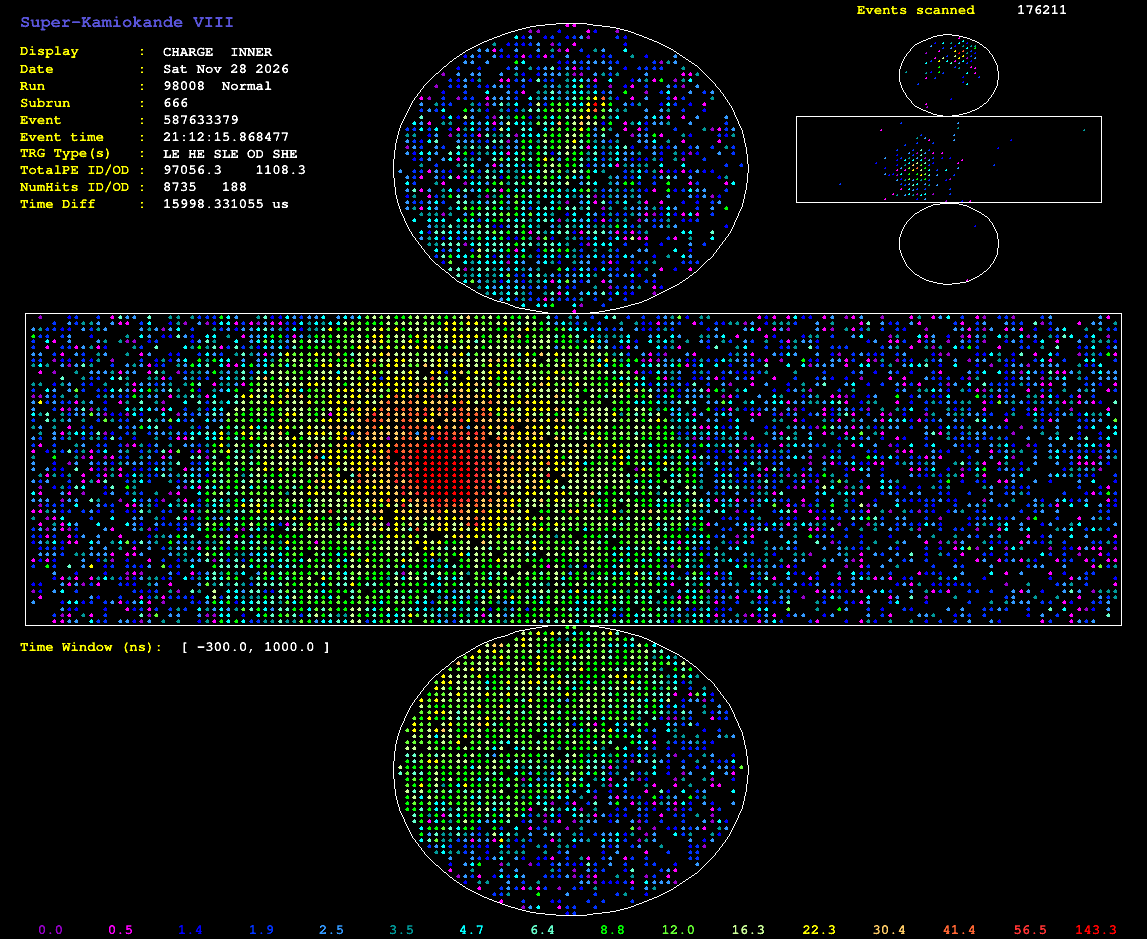 Super-Kamiokande VIII
Events scanned 176211
Display : CHARGE INNER
Date : Sat Nov 28 2026
Run : 98008 Normal
Subrun : 666
Event : 587633379
Event time : 21:12:15.868477
TRG Type(s) : LE HE SLE OD SHE
TotalPE ID/OD : 97056.3 1108.3
NumHits ID/OD : 8735 188
Time Diff : 15998.331055 us
Time Window (ns): [ -300.0, 1000.0 ]
0.0 0.5 1.4 1.9 2.5 3.5 4.7 6.4 8.8 12.0 16.3 22.3 30.4 41.4 56.5 143.3